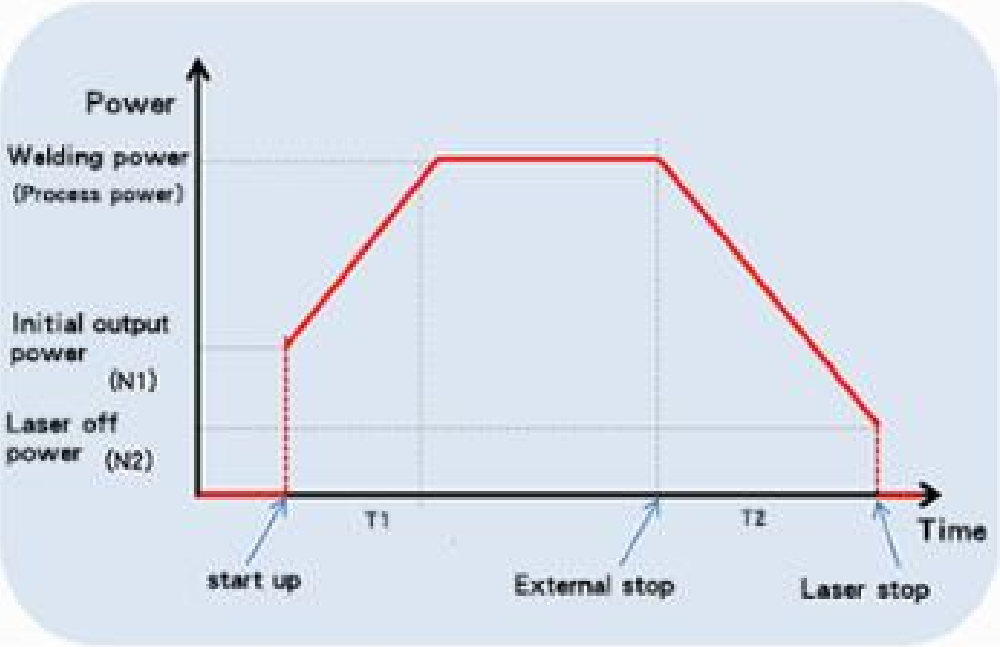 Power
Welding power
(Process power)
Initial output
power
(N1)
Laser off
power (N2)
T1
T2
Time
start up
External stop
Laser stop